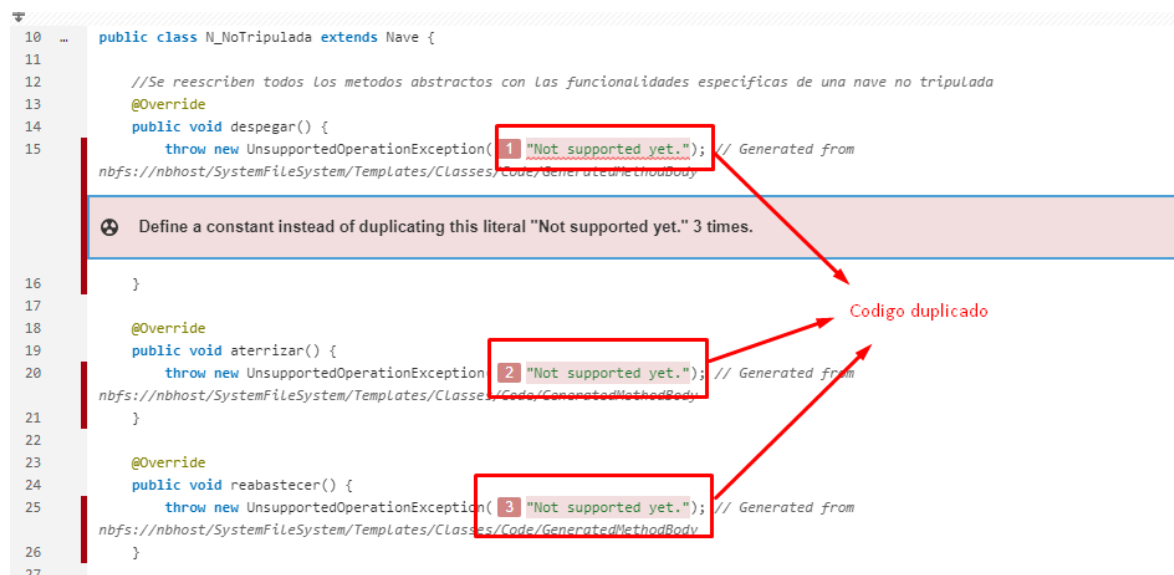 10 … public class N_NoTripulada extends Nave {
11
12 //Se reescriben todos los metodos abstractos con las funcionalidades especificas de una nave no tripulada
13 @Override
14 public void despegar() {
15 throw new UnsupportedOperationException( 1 "Not supported yet."); // Generated from
nbfs://nbhost/SystemFileSystem/Templates/Classes/Code/GeneratedMethodBody
Define a constant instead of duplicating this literal "Not supported yet." 3 times.
16 }
17
Codigo duplicado
18 @Override
19 public void aterrizar() {
20 throw new UnsupportedOperationException( 2 "Not supported yet."); // Generated from
nbfs://nbhost/SystemFileSystem/Templates/Classes/Code/GeneratedMethodBody
21 }
22
23 @Override
24 public void reabastecer() {
25 throw new UnsupportedOperationException( 3 "Not supported yet."); // Generated from
nbfs://nbhost/SystemFileSystem/Templates/Classes/Code/GeneratedMethodBody
26 }
27